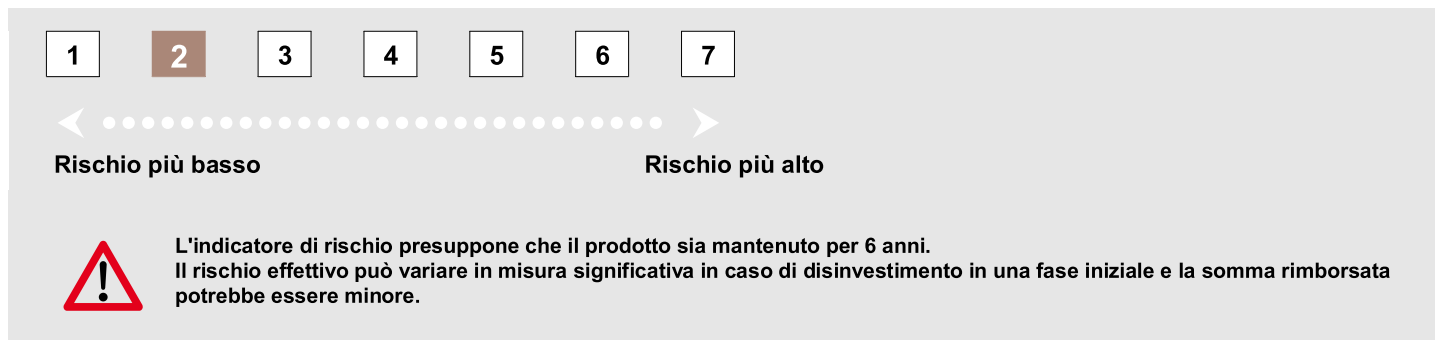 1 2 3 4 5 6 7
Rischio più basso Rischio più alto
L'indicatore di rischio presuppone che il prodotto sia mantenuto per 6 anni.
Il rischio effettivo può variare in misura significativa in caso di disinvestimento in una fase iniziale e la somma rimborsata
potrebbe essere minore.